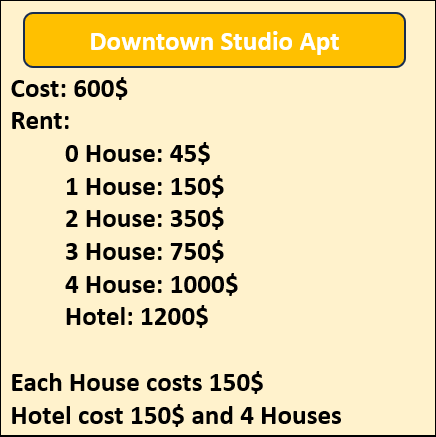 Downtown Studio Apt
Cost: 600$
Rent:
0 House: 45$
1 House: 150$
2 House: 350$
3 House: 750$
4 House: 1000$
Hotel: 1200$
Each House costs 150$
Hotel cost 150$ and 4 Houses